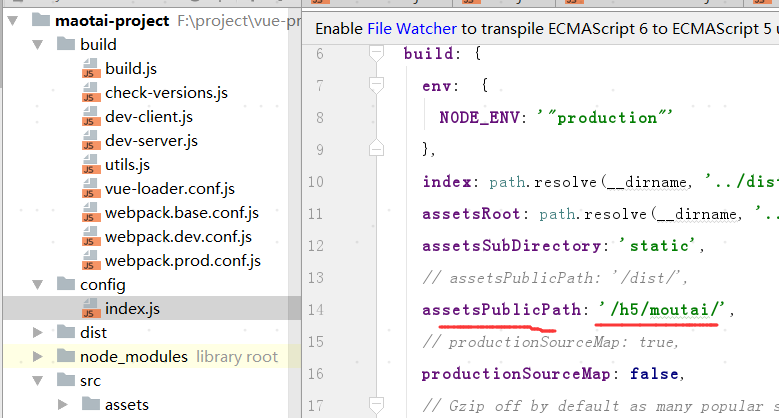 maotai-project F:\project\vue-pr
build
build.js
check-versions.js
dev-client.js
dev-server.js
utils.js
vue-loader.conf.js
webpack.base.conf.js
webpack.dev.conf.js
webpack.prod.conf.js
config
index.js
dist
node_modules library root
src
assets
Enable File Watcher to transpile ECMAScript 6 to ECMAScript 5 u
6 build: {
7 env: {
8 NODE_ENV: '"production"'
9 },
10 index: path.resolve(__dirname, '../dist
11 assetsRoot: path.resolve(__dirname, '..
12 assetsSubDirectory: 'static',
13 // assetsPublicPath: '/dist/',
14 assetsPublicPath: '/h5/moutai/',
15 // productionSourceMap: true,
16 productionSourceMap: false,
17 // Gzip off by default as many popular s